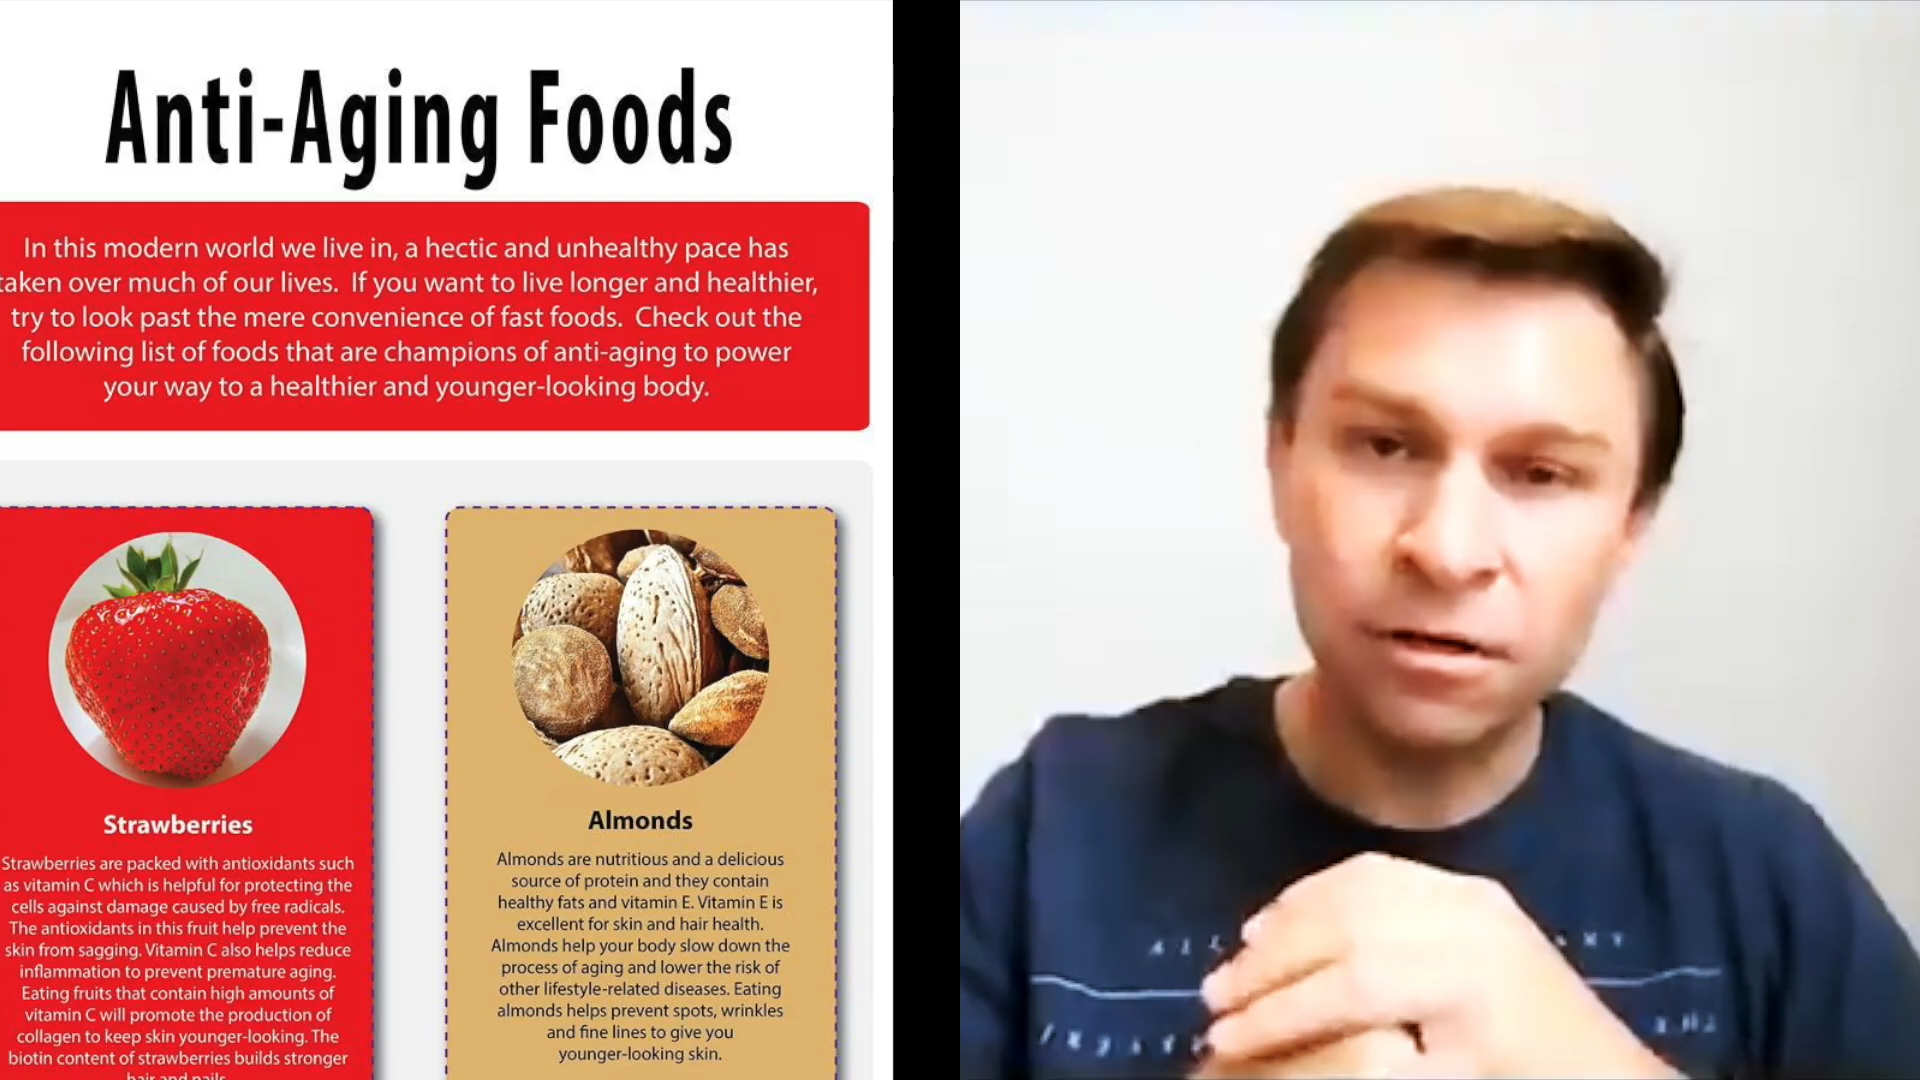 Anti-Aging Foods
In this modern world we live in, a hectic and unhealthy pace has
taken over much of our lives. If you want to live longer and healthier,
try to look past the mere convenience of fast foods. Check out the
following list of foods that are champions of anti-aging to power
your way to a healthier and younger-looking body.
Strawberries
Strawberries are packed with antioxidants such
as vitamin C which is helpful for protecting the
cells against damage caused by free radicals.
The antioxidants in this fruit help prevent the
skin from sagging. Vitamin C also helps reduce
inflammation to prevent premature aging.
Eating fruits that contain high amounts of
vitamin C will promote the production of
collagen to keep skin younger-looking. The
biotin content of strawberries builds stronger
hair and nails.
Almonds
Almonds are nutritious and a delicious
source of protein and they contain
healthy fats and vitamin E. Vitamin E is
excellent for skin and hair health.
Almonds help your body slow down the
process of aging and lower the risk of
other lifestyle-related diseases. Eating
almonds helps prevent spots, wrinkles
and fine lines to give you
younger-looking skin.